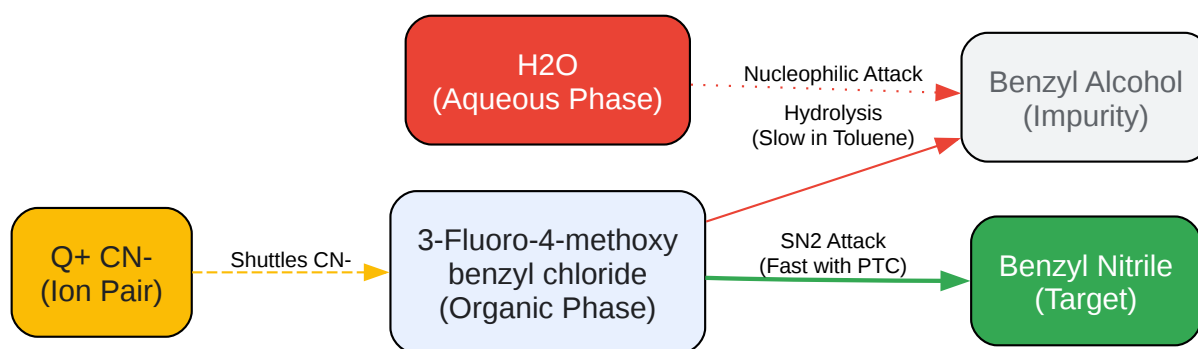 H2O
(Aqueous Phase)
Nucleophilic Attack
Benzyl Alcohol
(Impurity)
Hydrolysis
(Slow in Toluene)
Q+ CN-
(Ion Pair)
Shuttles CN-
3-Fluoro-4-methoxy
benzyl chloride
(Organic Phase)
SN2 Attack
(Fast with PTC)
Benzyl Nitrile
(Target)